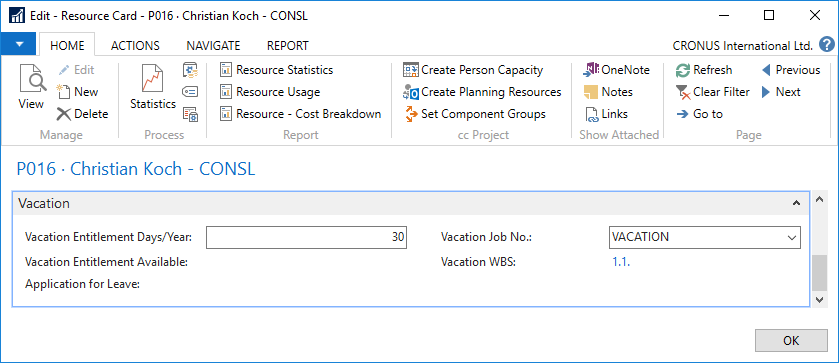 Edit - Resource Card - P016 · Christian Koch - CONSL
HOME ACTIONS NAVIGATE REPORT CRONUS International Ltd.
View
Edit
New
Delete
Manage
Statistics
Process
Resource Statistics
Resource Usage
Resource - Cost Breakdown
Report
Create Person Capacity
Create Planning Resources
Set Component Groups
cc Project
OneNote
Notes
Links
Show Attached
Refresh
Clear Filter
Go to
Previous
Next
Page
P016 · Christian Koch - CONSL
Vacation
Vacation Entitlement Days/Year: 30
Vacation Entitlement Available:
Application for Leave:
Vacation Job No.: VACATION
Vacation WBS: 1.1.
OK